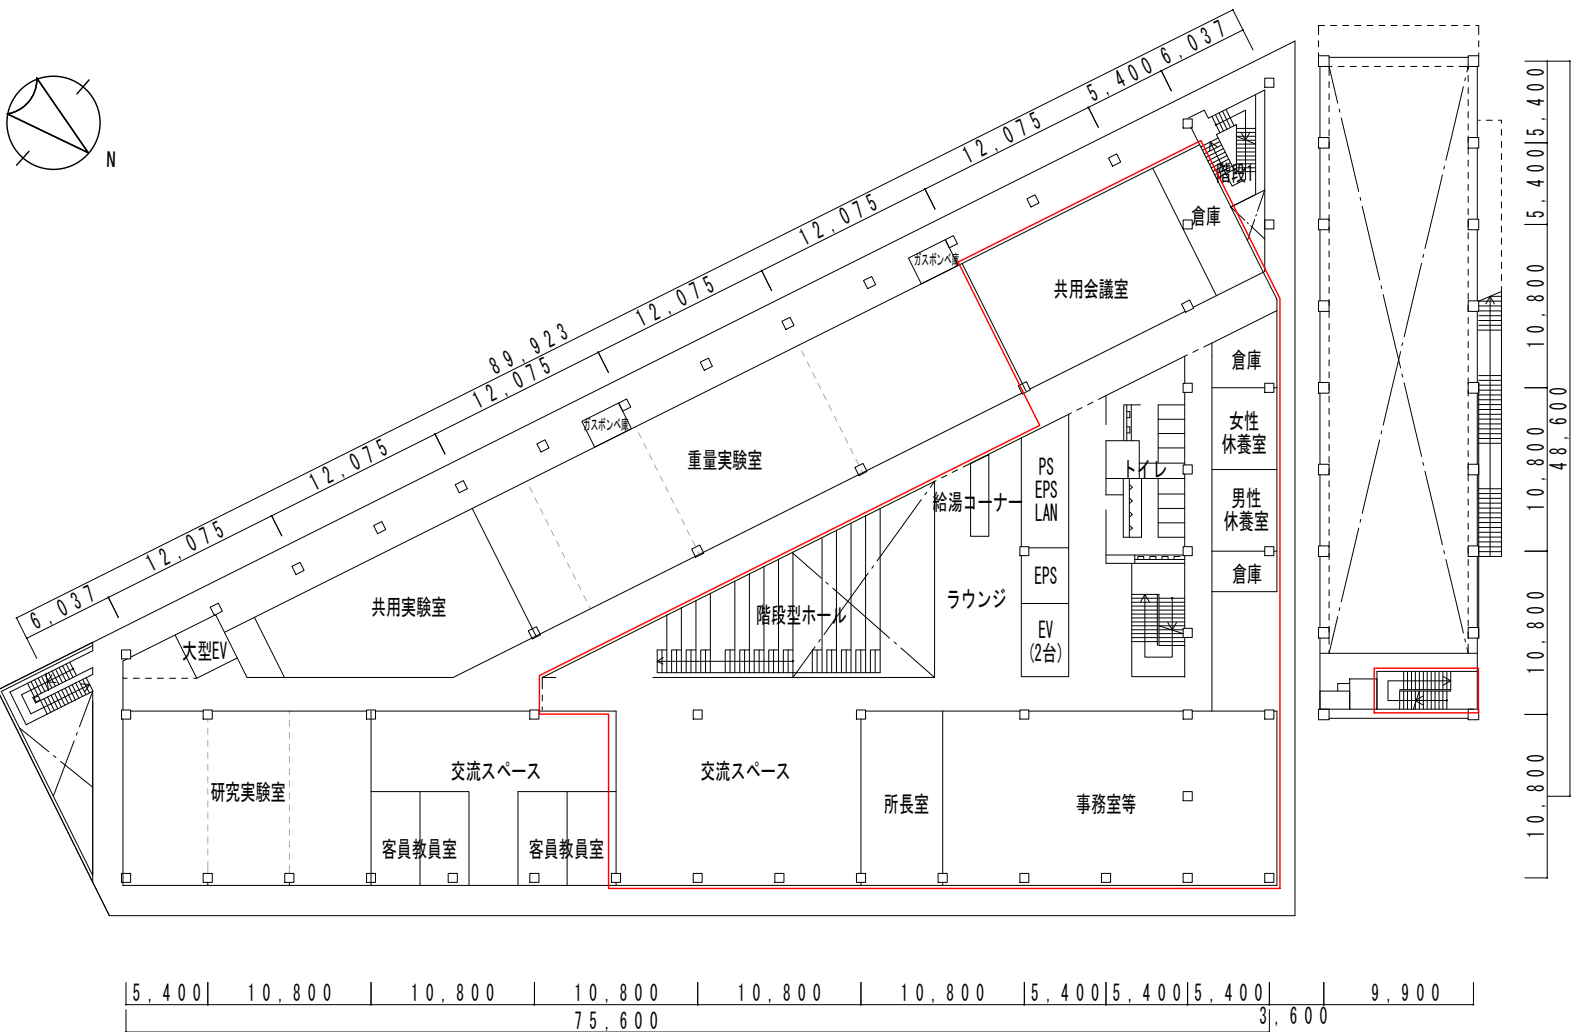 6,037
5,400
12,075
12,075
12,075
12,075
89,923
12,075
12,075
12,075
6,037
N
階段1
倉庫
ガスボンベ庫
共用会議室
ガスボンベ庫
倉庫
女性
休養室
重量実験室
PS
EPS
LAN
トイレ
給湯コーナー
男性
休養室
EPS
倉庫
共用実験室
階段型ホール
ラウンジ
EV
(2台)
大型EV
研究実験室
交流スペース
交流スペース
所長室
事務室等
客員教員室
客員教員室
5,400
5,400
10,800
10,800
10,800
10,800
48,600
5,400
10,800
10,800
10,800
10,800
10,800
5,400
5,400
5,400
9,900
75,600
3,600